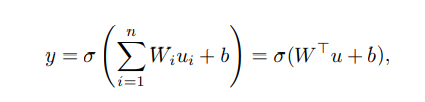 y = σ ( ∑_{i=1}^{n} W_i u_i + b ) = σ(W^⊤ u + b),